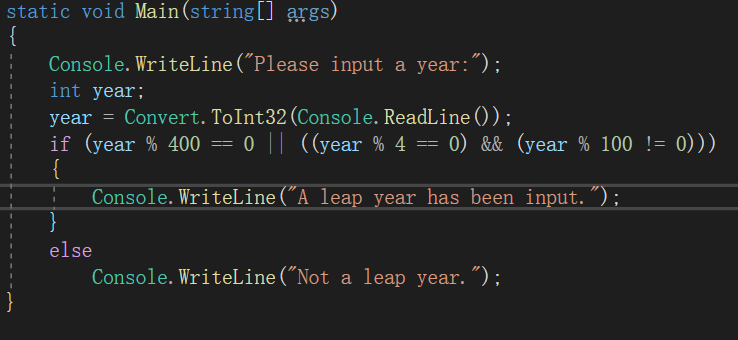 static void Main(string[] args)
{
    Console.WriteLine("Please input a year:");
    int year;
    year = Convert.ToInt32(Console.ReadLine());
    if (year % 400 == 0 || ((year % 4 == 0) && (year % 100 != 0)))
    {
        Console.WriteLine("A leap year has been input.");
    }
    else
        Console.WriteLine("Not a leap year.");
}